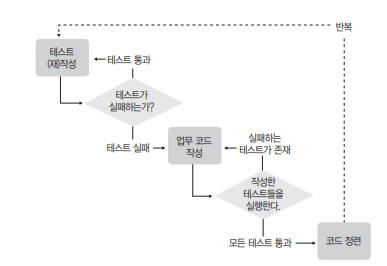 반복
테스트
(재)작성
테스트 통과
테스트가
실패하는가?
테스트 실패
업무 코드
작성
실패하는
테스트가 존재
작성한
테스트들을
실행한다.
모든 테스트 통과
코드 정련